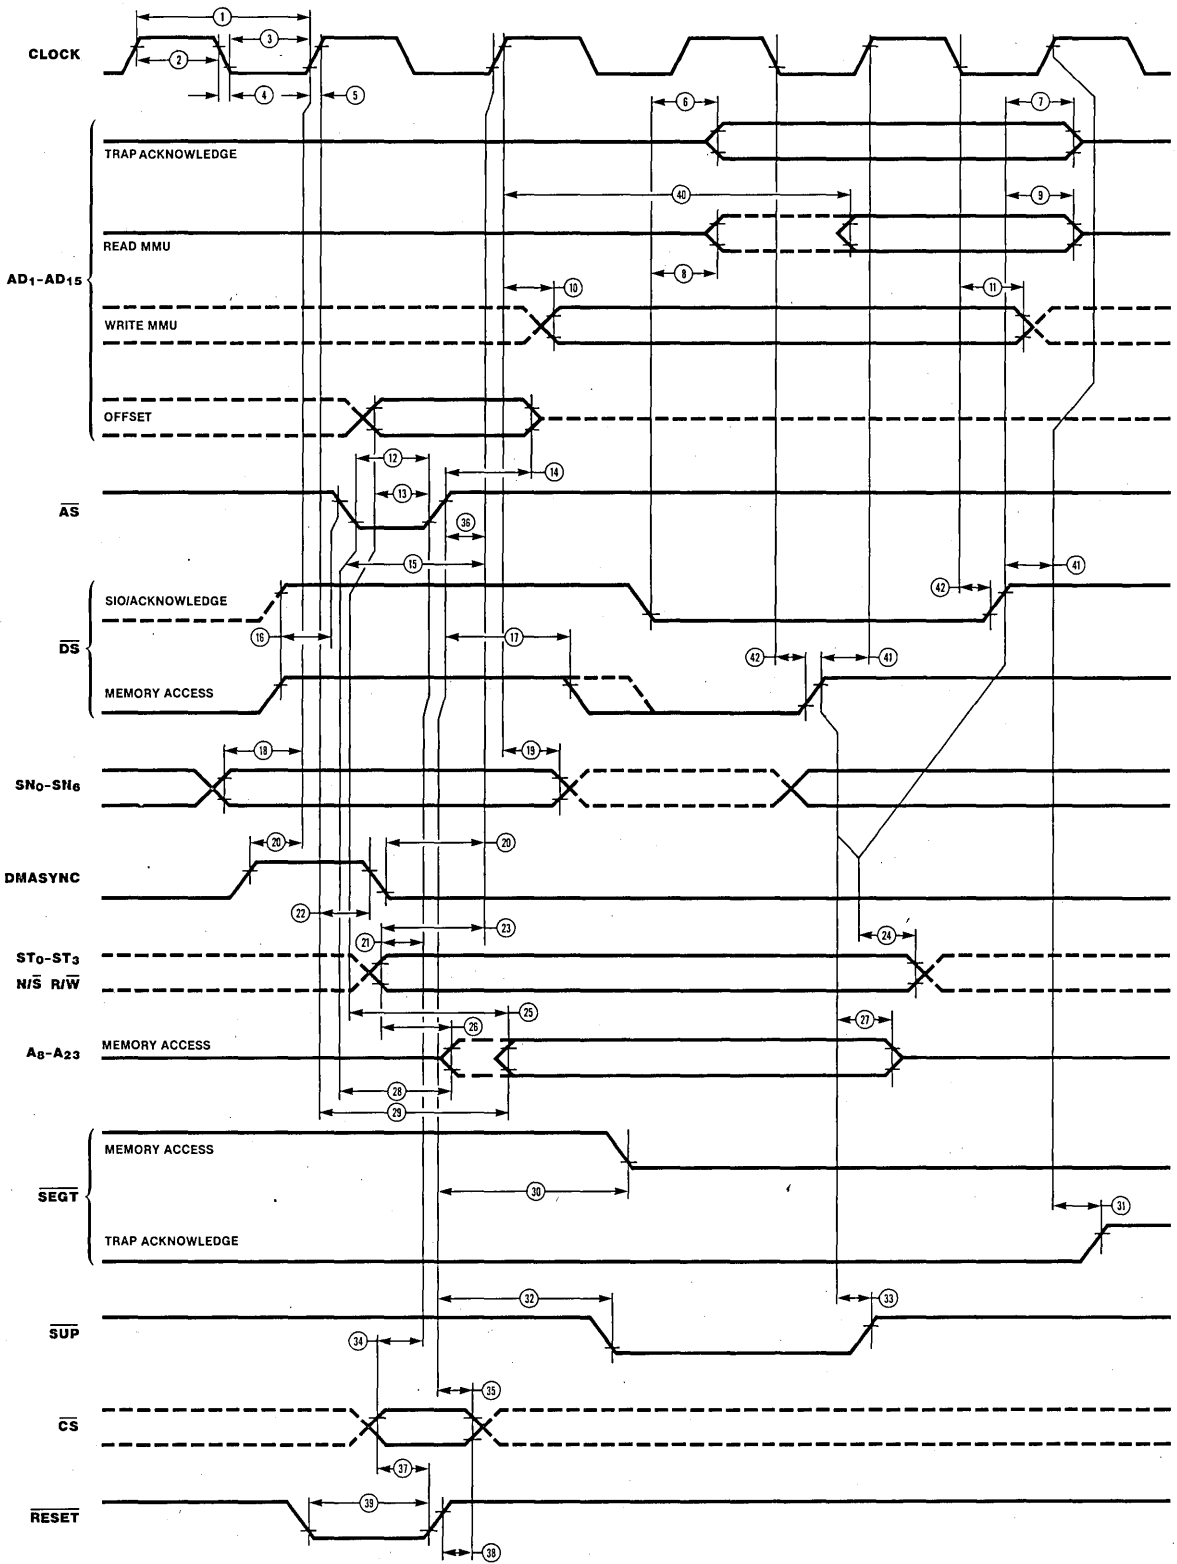 1
CLOCK
3
2
4
5
6
7
TRAP ACKNOWLEDGE
40
9
READ MMU
8
AD1–AD15
10
11
WRITE MMU
OFFSET
12
14
13
AS
36
15
41
42
SIO/ACKNOWLEDGE
16
17
DS
42
41
MEMORY ACCESS
18
19
SN0–SN6
20
20
DMASYNC
22
23
21
24
ST0–ST3
N/S R/W
25
26
27
A8–A23
MEMORY ACCESS
28
29
MEMORY ACCESS
30
SEGT
31
TRAP ACKNOWLEDGE
32
33
SUP
34
35
CS
37
39
RESET
38